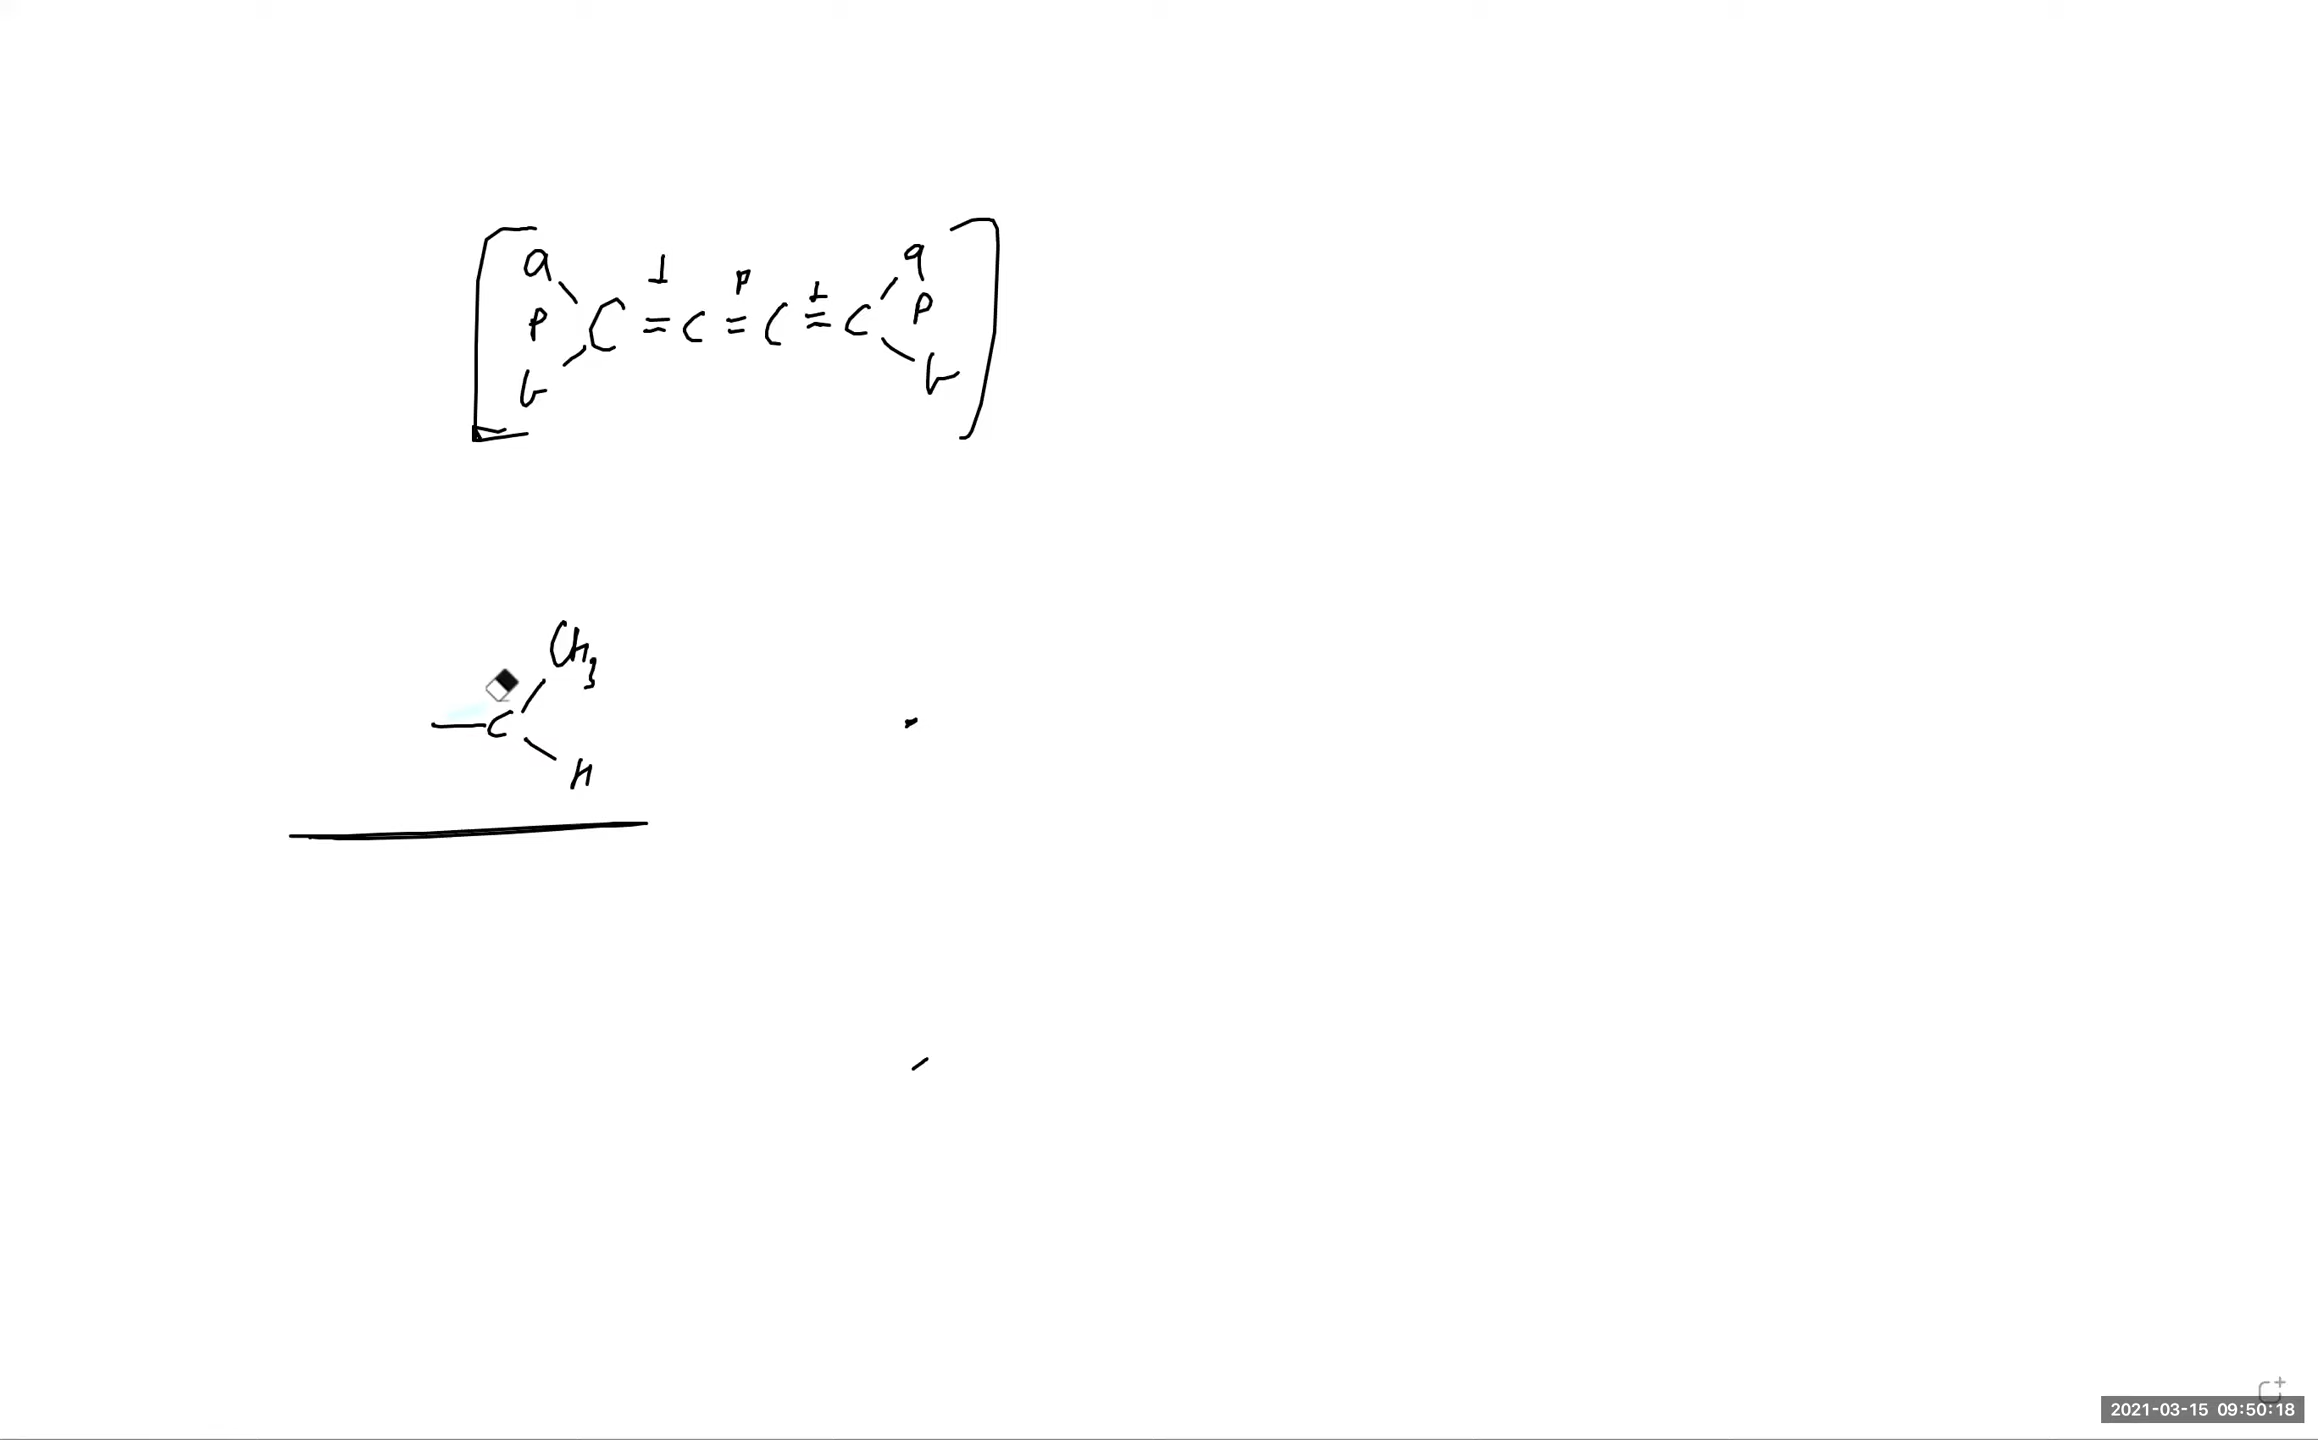 a ⊥ P ⊥ a
P C = C = C = C P
b b
CH3
— C
H
2021-03-15 09:50:18